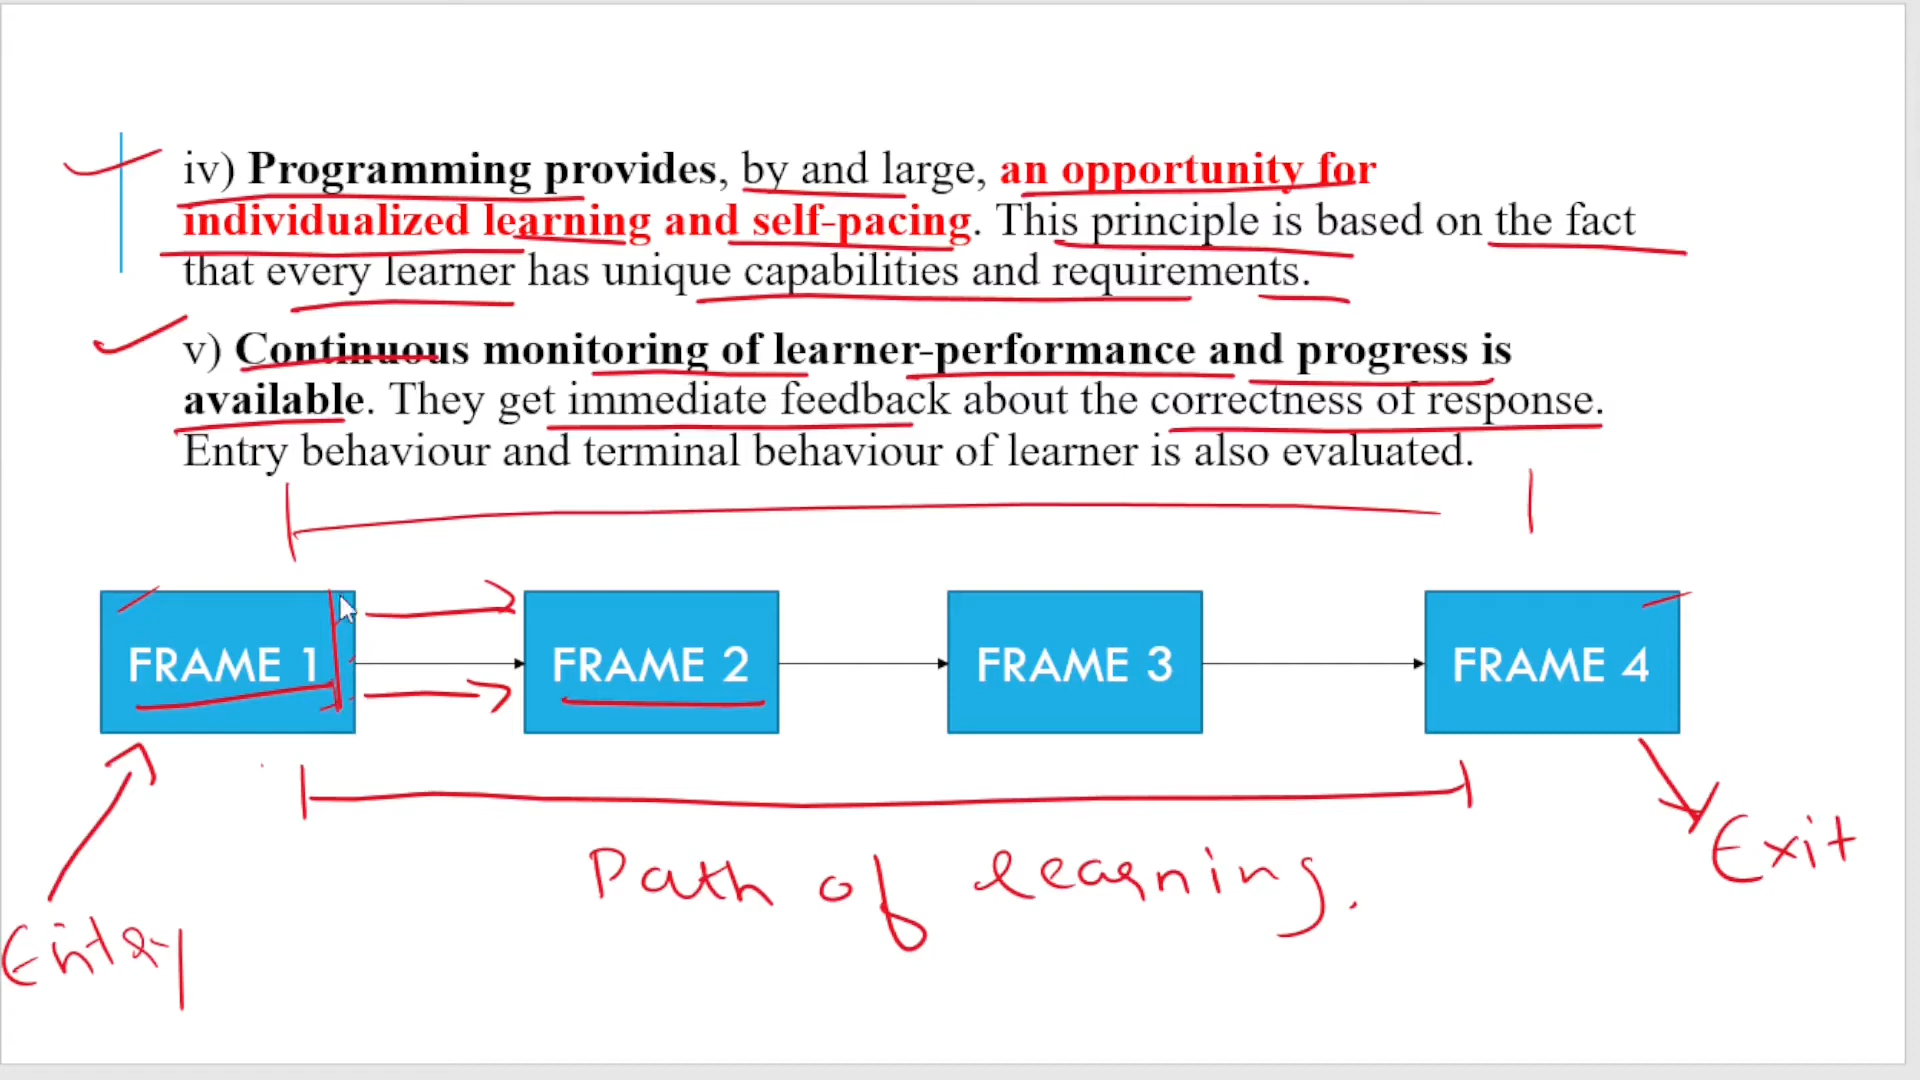 iv) Programming provides, by and large, an opportunity for
individualized learning and self-pacing. This principle is based on the fact
that every learner has unique capabilities and requirements.
v) Continuous monitoring of learner-performance and progress is
available. They get immediate feedback about the correctness of response.
Entry behaviour and terminal behaviour of learner is also evaluated.
FRAME 1 FRAME 2 FRAME 3 FRAME 4
Exit
Path of learning.
Entry